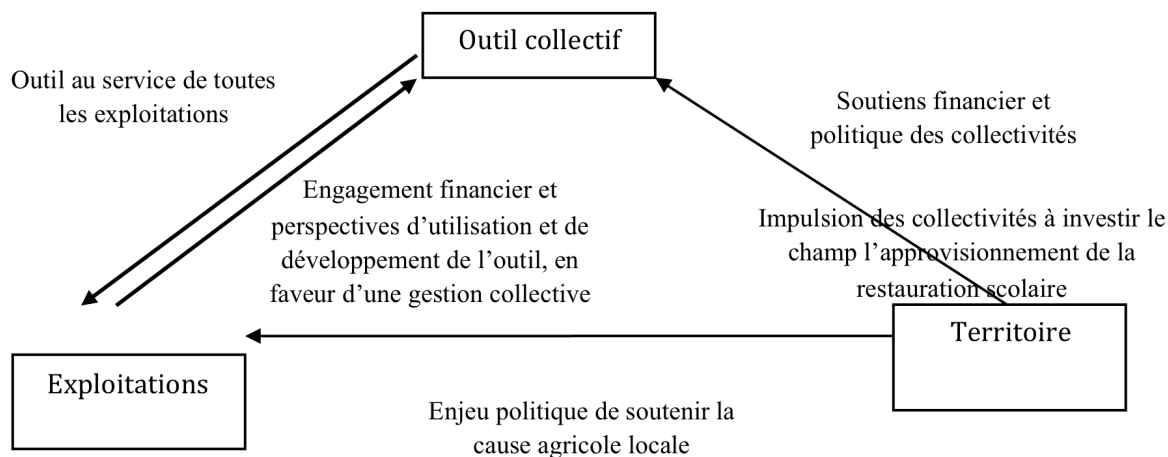 Outil collectif
Outil au service de toutes
les exploitations
Soutiens financier et
politique des collectivités
Engagement financier et
perspectives d’utilisation et de
développement de l’outil, en
faveur d’une gestion collective
Impulsion des collectivités à investir le
champ l’approvisionnement de la
restauration scolaire
Territoire
Exploitations
Enjeu politique de soutenir la
cause agricole locale